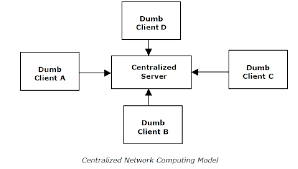 Dumb
Client D
Dumb
Client A
Centralized
Server
Dumb
Client C
Dumb
Client B
Centralized Network Computing Model